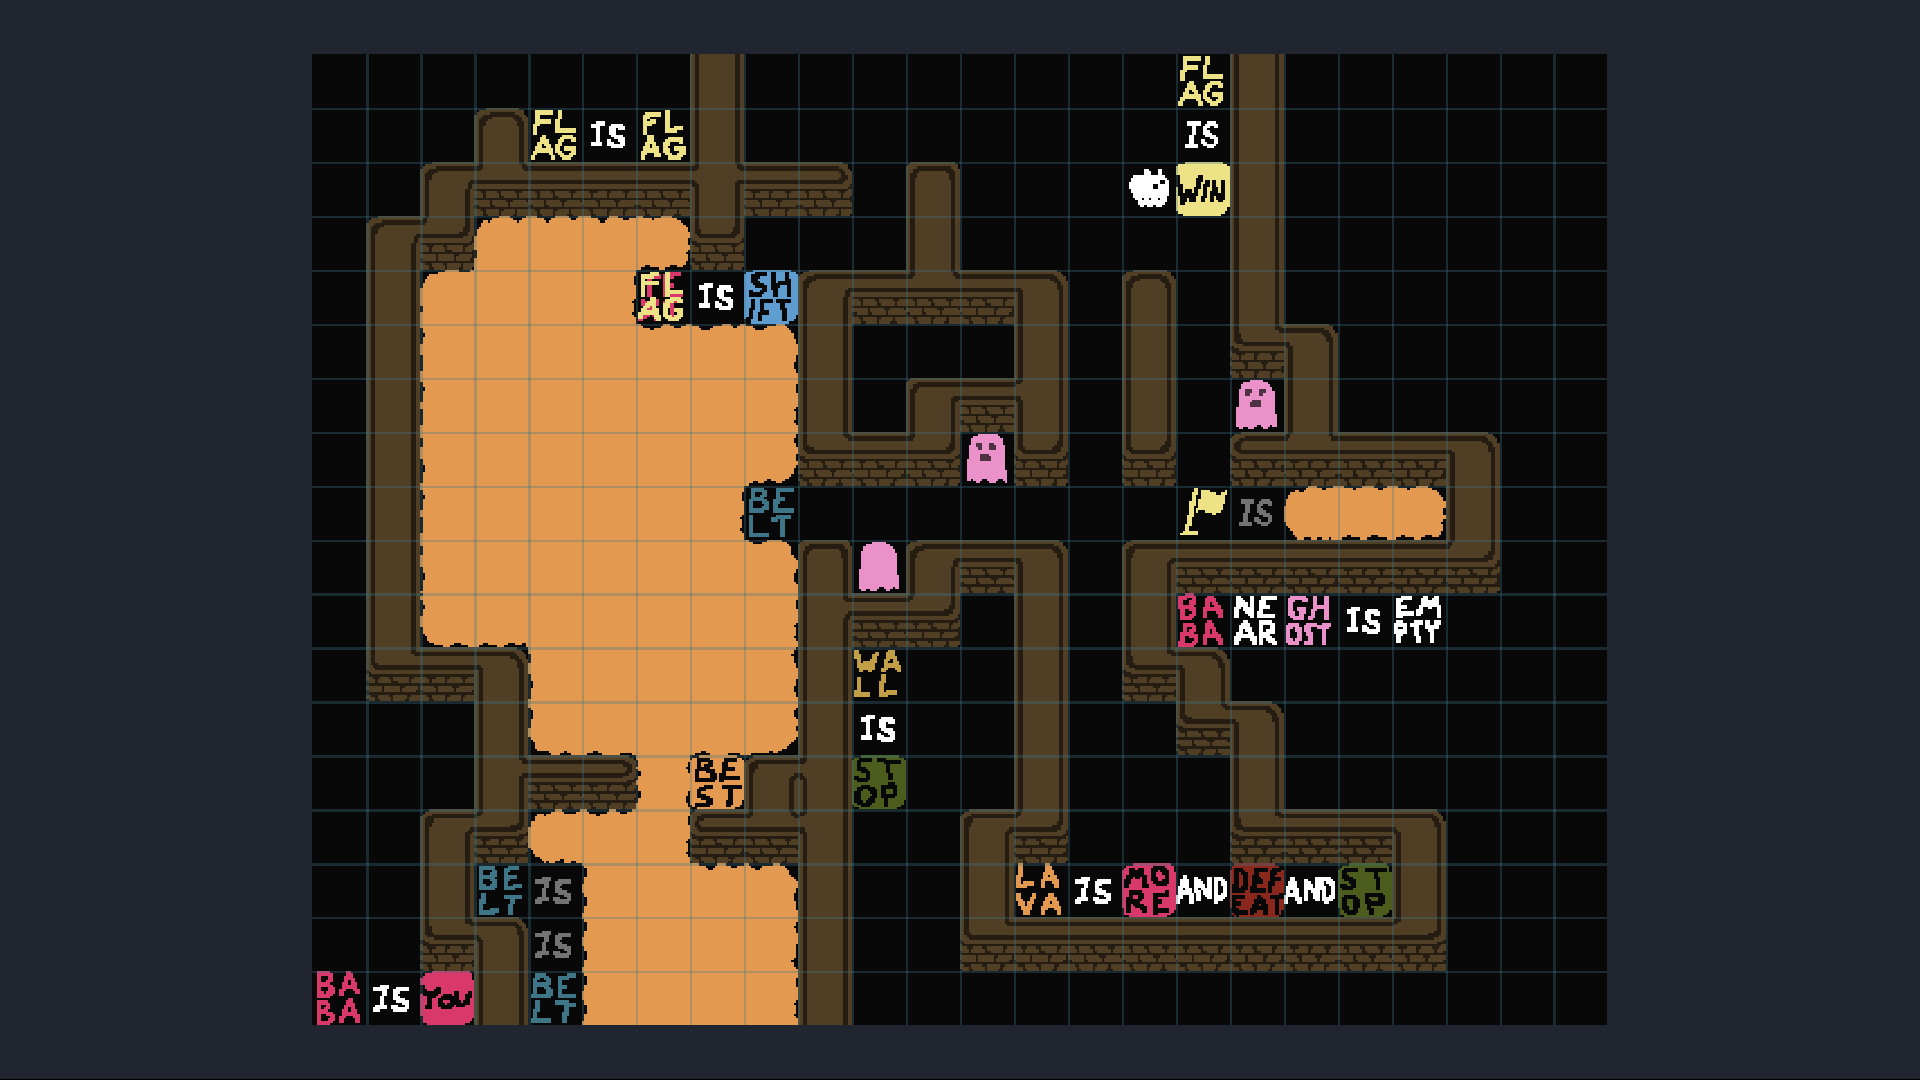 FLAG
FLAG IS FLAG
IS
WIN
IS SHIFT
BELT
IS
BABA NEAR GHOST IS EMPTY
WALL
IS
BEST
STOP
BELT IS
LAVA IS MORE AND DEFEAT AND STOP
IS
BABA IS YOU
BELT